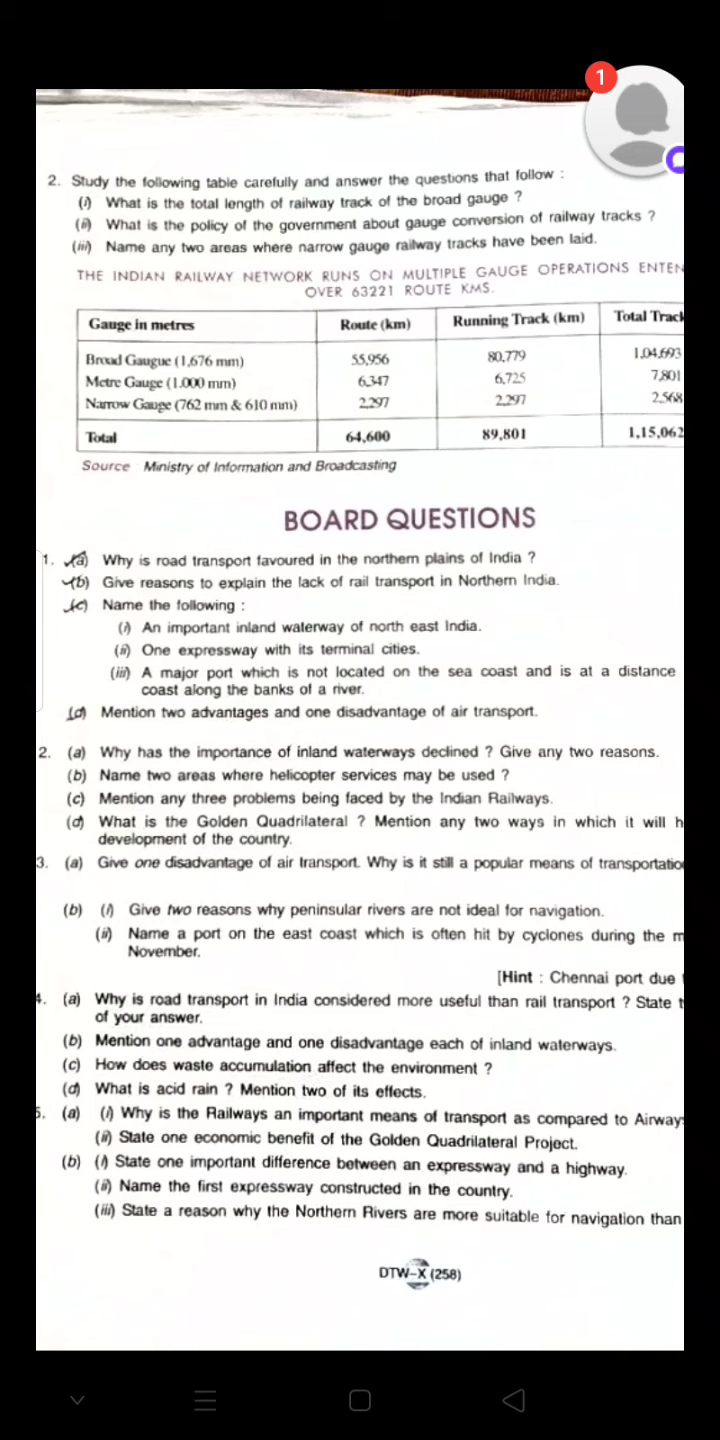 1
2. Study the following table carefully and answer the questions that follow :
(i) What is the total length of railway track of the broad gauge ?
(ii) What is the policy of the government about gauge conversion of railway tracks ?
(iii) Name any two areas where narrow gauge railway tracks have been laid.
THE INDIAN RAILWAY NETWORK RUNS ON MULTIPLE GAUGE OPERATIONS ENTEN
OVER 63221 ROUTE KMS.
Gauge in metres Route (km) Running Track (km) Total Track
Broad Gaugue (1,676 mm) 55,956 80,779 1,04,693
Metre Gauge (1.000 mm) 6,347 6,725 7,801
Narrow Gauge (762 mm & 610 mm) 2,297 2,297 2,568
Total 64,600 89,801 1,15,062
Source Ministry of Information and Broadcasting
BOARD QUESTIONS
1. (a) Why is road transport favoured in the northern plains of India ?
(b) Give reasons to explain the lack of rail transport in Northern India.
(c) Name the following :
(i) An important inland waterway of north east India.
(ii) One expressway with its terminal cities.
(iii) A major port which is not located on the sea coast and is at a distance
coast along the banks of a river.
(d) Mention two advantages and one disadvantage of air transport.
2. (a) Why has the importance of inland waterways declined ? Give any two reasons.
(b) Name two areas where helicopter services may be used ?
(c) Mention any three problems being faced by the Indian Railways.
(d) What is the Golden Quadrilateral ? Mention any two ways in which it will h
development of the country.
3. (a) Give one disadvantage of air transport. Why is it still a popular means of transportatio
(b) (i) Give two reasons why peninsular rivers are not ideal for navigation.
(ii) Name a port on the east coast which is often hit by cyclones during the m
November.
[Hint : Chennai port due
4. (a) Why is road transport in India considered more useful than rail transport ? State t
of your answer.
(b) Mention one advantage and one disadvantage each of inland waterways.
(c) How does waste accumulation affect the environment ?
(d) What is acid rain ? Mention two of its effects.
5. (a) (i) Why is the Railways an important means of transport as compared to Airway
(ii) State one economic benefit of the Golden Quadrilateral Project.
(b) (i) State one important difference between an expressway and a highway.
(ii) Name the first expressway constructed in the country.
(iii) State a reason why the Northern Rivers are more suitable for navigation than
DTW–X (258)